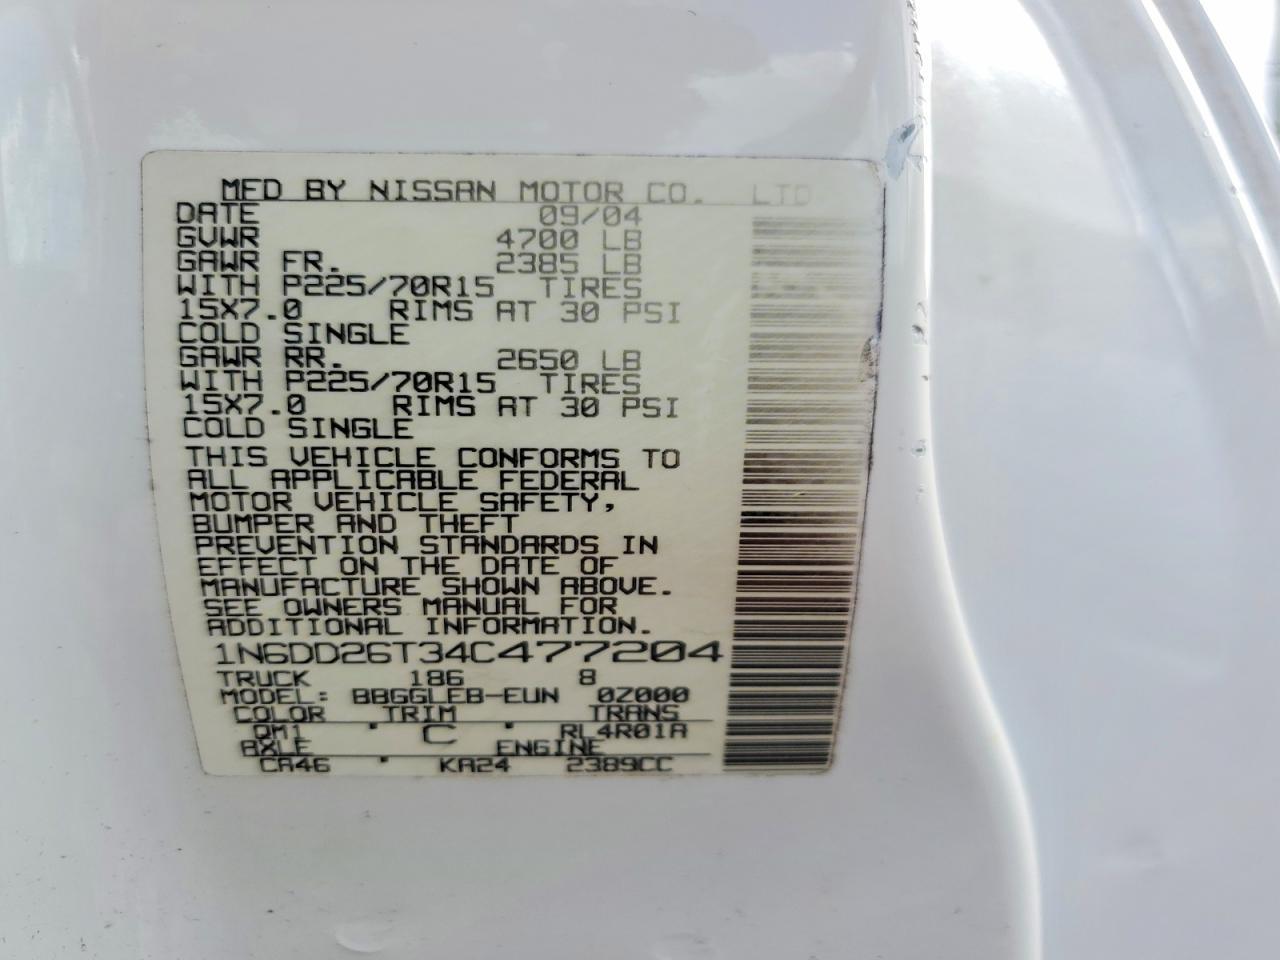 MFD BY NISSAN MOTOR CO. LTD
DATE 09/04
GVWR 4700 LB
GAWR FR. 2385 LB
WITH P225/70R15 TIRES
15X7.0 RIMS AT 30 PSI
COLD SINGLE
GAWR RR. 2650 LB
WITH P225/70R15 TIRES
15X7.0 RIMS AT 30 PSI
COLD SINGLE
THIS VEHICLE CONFORMS TO
ALL APPLICABLE FEDERAL
MOTOR VEHICLE SAFETY,
BUMPER AND THEFT
PREVENTION STANDARDS IN
EFFECT ON THE DATE OF
MANUFACTURE SHOWN ABOVE.
SEE OWNERS MANUAL FOR
ADDITIONAL INFORMATION.
1N6DD26T34C477204
TRUCK 186 8
MODEL: BBGGLEB-EUN 0Z000
COLOR TRIM TRANS
QM1 * C * RL4R01A
AXLE ENGINE
CA46 * KA24 2389CC